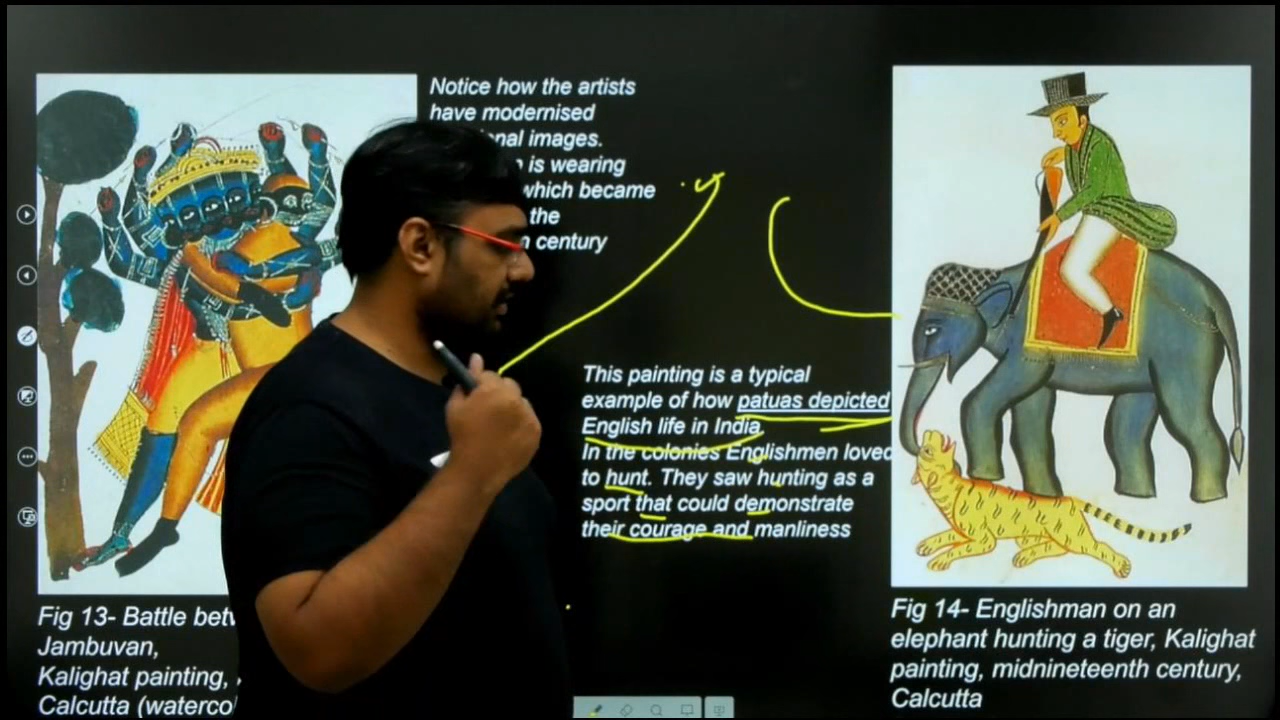 Notice how the artists
have modernised
images.
is wearing
which became
the
century
This painting is a typical
example of how patuas depicted
English life in India
In the colonies Englishmen loved
to hunt. They saw hunting as a
sport that could demonstrate
their courage and manliness
Fig 13- Battle
Jambuvan,
Kalighat painting,
Calcutta
Fig 14- Englishman on an
elephant hunting a tiger, Kalighat
painting, midnineteenth century,
Calcutta